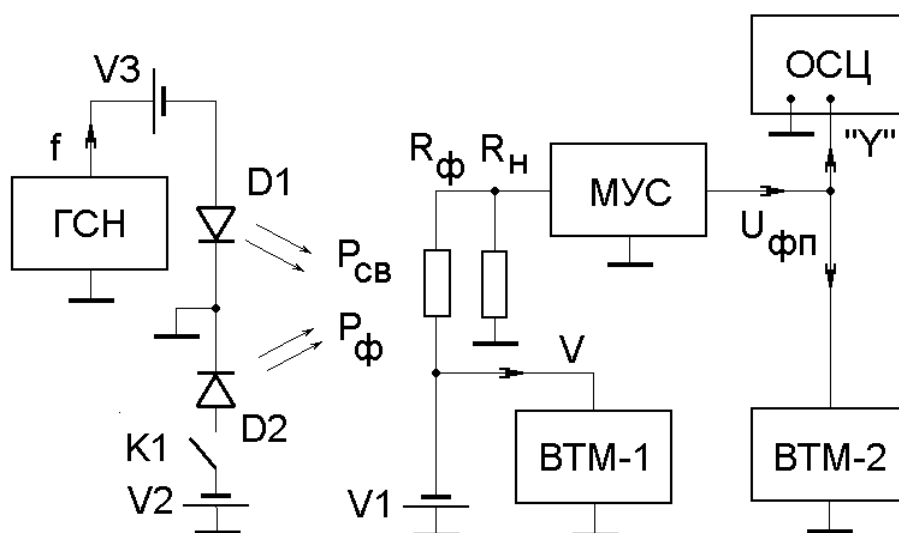 V3
f
ГСН
D1
Pсв
Pф
D2
K1
V2
Rф
Rн
МУС
Uфп
"Y"
ОСЦ
V
V1
ВТМ-1
ВТМ-2